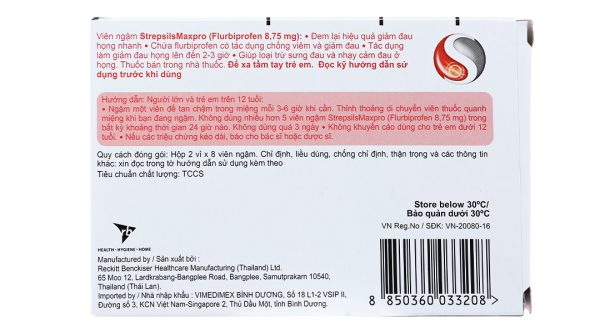 Viên ngậm StrepsilsMaxpro (Flurbiprofen 8,75 mg): • Đem lại hiệu quả giảm đau
họng nhanh • Chứa flurbiprofen có tác dụng chống viêm và giảm đau • Tác dụng
làm giảm đau họng lên đến 2-3 giờ • Giúp loại trừ sưng đau và nhạy cảm đau
họng. Thuốc bán trong nhà thuốc. Để xa tầm tay trẻ em. Đọc kỹ hướng dẫn sử
dụng trước khi dùng
Hướng dẫn: Người lớn và trẻ em trên 12 tuổi:
• Ngậm một viên để tan chậm trong miệng mỗi 3-6 giờ khi cần. Thỉnh thoảng di chuyển viên thuốc quanh
miệng khi bạn đang ngậm. Không dùng nhiều hơn 5 viên ngậm StrepsilsMaxpro (Flurbiprofen 8,75 mg) trong
bất kỳ khoảng thời gian 24 giờ nào. Không dùng quá 3 ngày • Không khuyến cáo dùng cho trẻ em dưới 12
tuổi. • Nếu các triệu chứng kéo dài, báo cho bác sĩ hoặc dược sĩ.
Quy cách đóng gói: Hộp 2 vỉ x 8 viên ngậm. Chỉ định, liều dùng, chống chỉ định, thận trọng và các thông tin
khác: xin đọc trong tờ hướng dẫn sử dụng kèm theo
Tiêu chuẩn chất lượng: TCCS
Store below 30°C/
Bảo quản dưới 30°C
VN Reg.No / SĐK: VN-20080-16
HEALTH • HYGIENE • HOME
Manufactured by / Sản xuất bởi :
Reckitt Benckiser Healthcare Manufacturing (Thailand) Ltd.
65 Moo 12, Lardkrabang-Bangplee Road, Bangplee, Samutprakarn 10540,
Thailand (Thái Lan).
Imported by / Nhà nhập khẩu : VIMEDIMEX BÌNH DƯƠNG, Số 18 L1-2 VSIP II,
Đường số 3, KCN Việt Nam-Singapore 2, Thủ Dầu Một, tỉnh Bình Dương.
8 850360 033208